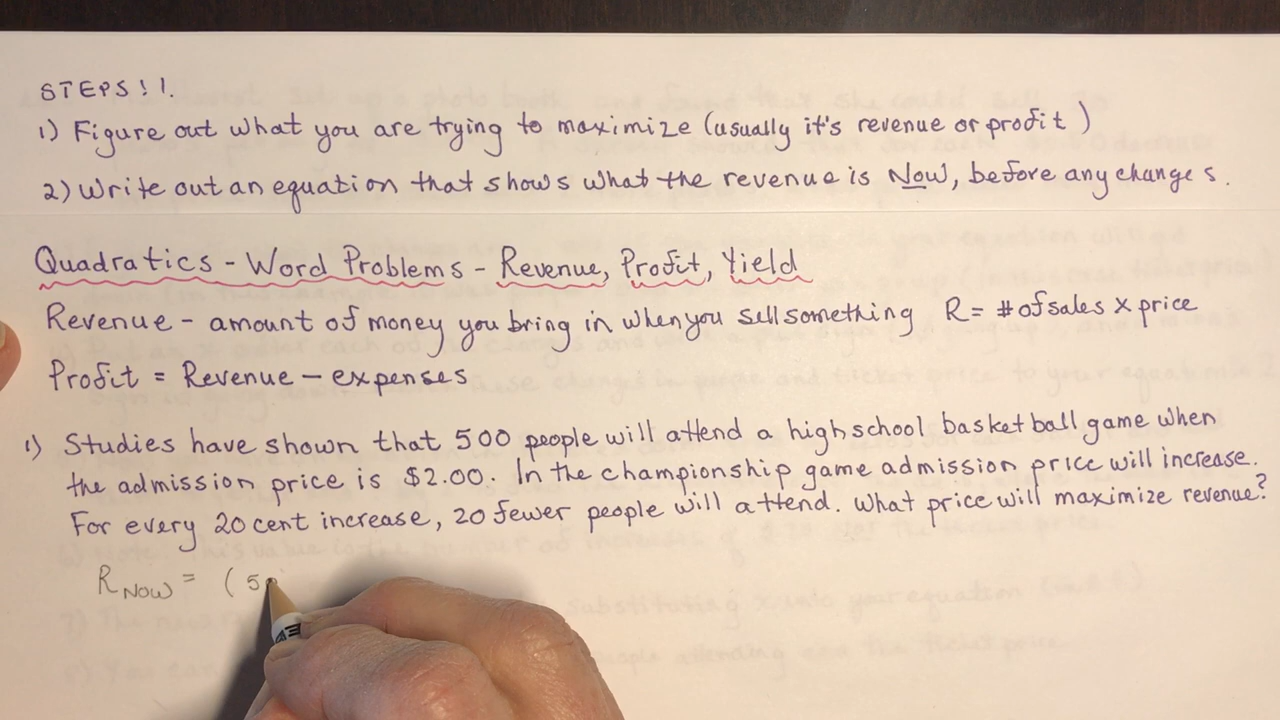 STEPS!!.
1) Figure out what you are trying to maximize (usually it's revenue or profit)
2) Write out an equation that shows what the revenue is Now, before any changes.
Quadratics - Word Problems - Revenue, Profit, Yield
Revenue - amount of money you bring in when you sell something R = # of sales x price
Profit = Revenue - expenses
1) Studies have shown that 500 people will attend a high school basketball game when
the admission price is $2.00. In the championship game admission price will increase.
For every 20 cent increase, 20 fewer people will attend. What price will maximize revenue?
R NOW = (50